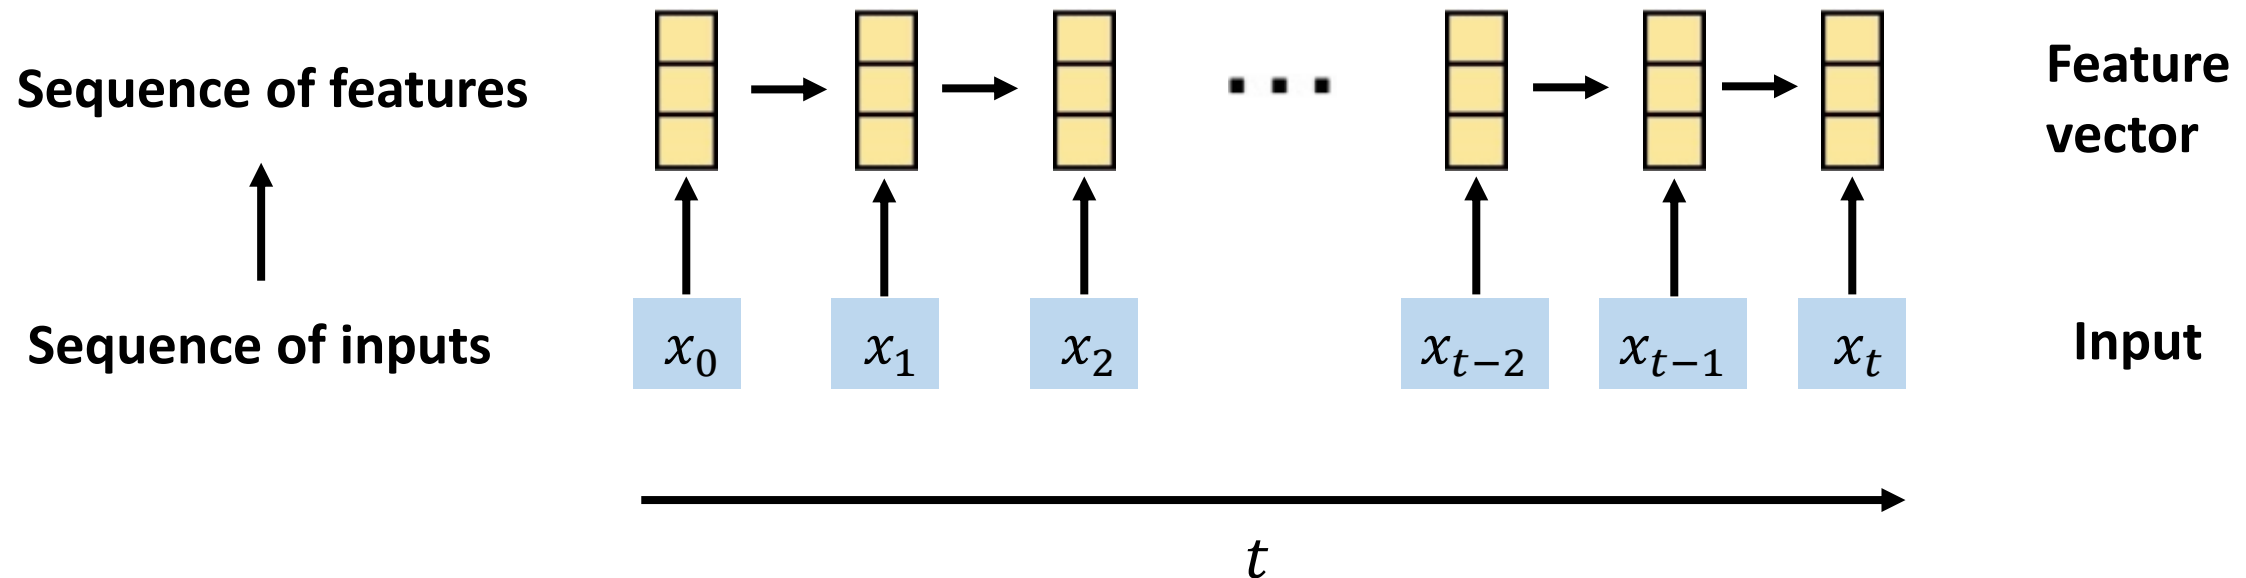 Sequence of features
Feature
vector
Sequence of inputs
x₀ x₁ x₂ ... xₜ₋₂ xₜ₋₁ xₜ
Input
t